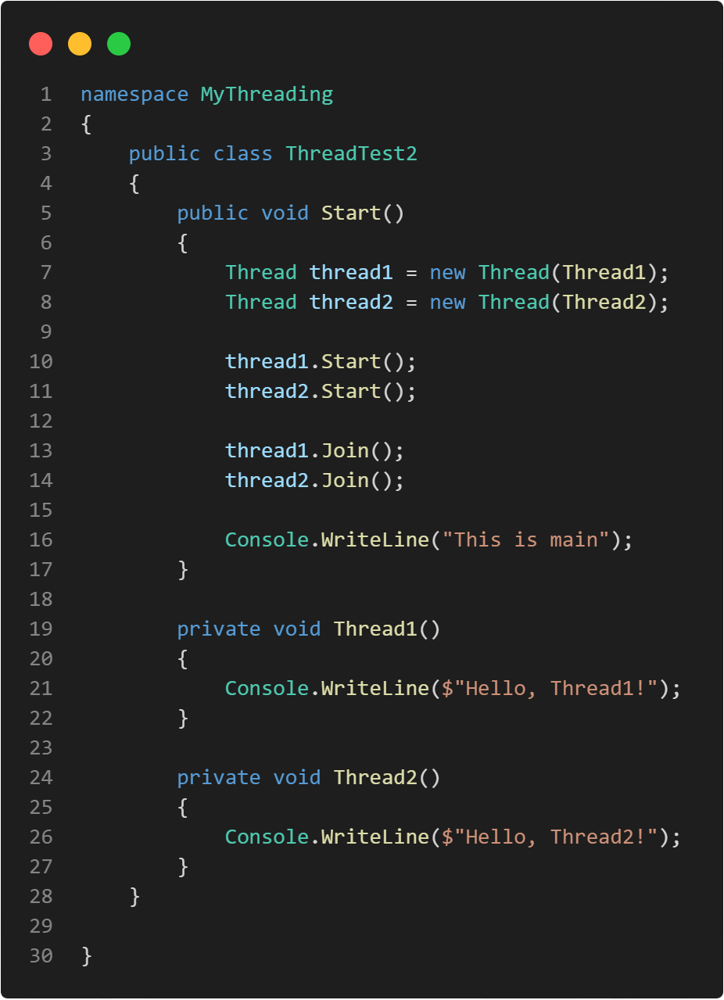 1 namespace MyThreading
2 {
3     public class ThreadTest2
4     {
5         public void Start()
6         {
7             Thread thread1 = new Thread(Thread1);
8             Thread thread2 = new Thread(Thread2);
9
10             thread1.Start();
11             thread2.Start();
12
13             thread1.Join();
14             thread2.Join();
15
16             Console.WriteLine("This is main");
17         }
18
19         private void Thread1()
20         {
21             Console.WriteLine($"Hello, Thread1!");
22         }
23
24         private void Thread2()
25         {
26             Console.WriteLine($"Hello, Thread2!");
27         }
28     }
29
30 }